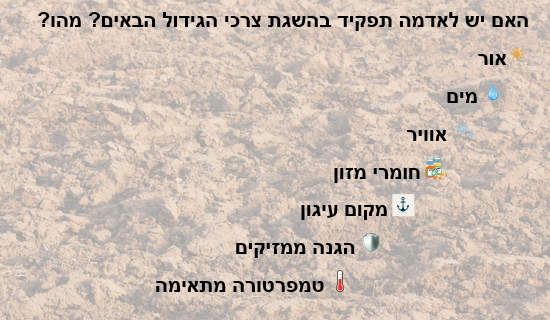 האם יש לאדמה תפקיד בהשגת צרכי הגידול הבאים? מהו?
אור
מים
אוויר
חומרי מזון
מקום עיגון
הגנה ממזיקים
טמפרטורה מתאימה